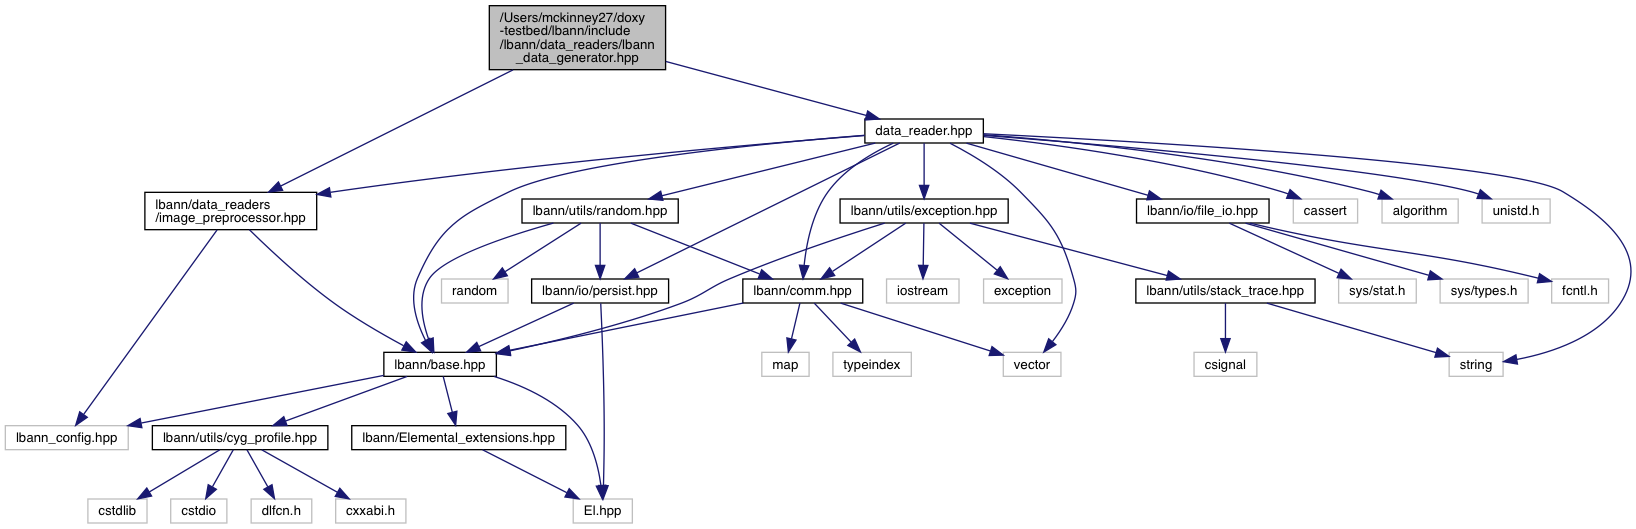 /Users/mckinney27/doxy
-testbed/lbann/include
/lbann/data_readers/lbann
_data_generator.hpp
data_reader.hpp
lbann/data_readers
/image_preprocessor.hpp
lbann/utils/random.hpp
lbann/utils/exception.hpp
lbann/io/file_io.hpp
cassert
algorithm
unistd.h
random
lbann/io/persist.hpp
lbann/comm.hpp
iostream
exception
lbann/utils/stack_trace.hpp
sys/stat.h
sys/types.h
fcntl.h
lbann/base.hpp
map
typeindex
vector
csignal
string
lbann_config.hpp
lbann/utils/cyg_profile.hpp
lbann/Elemental_extensions.hpp
cstdlib
cstdio
dlfcn.h
cxxabi.h
El.hpp